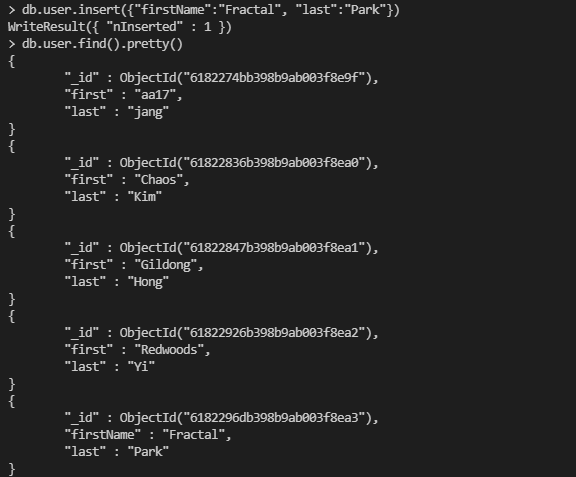 > db.user.insert({"firstName":"Fractal", "last":"Park"})
WriteResult({ "nInserted" : 1 })
> db.user.find().pretty()
{
        "_id" : ObjectId("6182274bb398b9ab003f8e9f"),
        "first" : "aa17",
        "last" : "jang"
}
{
        "_id" : ObjectId("61822836b398b9ab003f8ea0"),
        "first" : "Chaos",
        "last" : "Kim"
}
{
        "_id" : ObjectId("61822847b398b9ab003f8ea1"),
        "first" : "Gildong",
        "last" : "Hong"
}
{
        "_id" : ObjectId("61822926b398b9ab003f8ea2"),
        "first" : "Redwoods",
        "last" : "Yi"
}
{
        "_id" : ObjectId("6182296db398b9ab003f8ea3"),
        "firstName" : "Fractal",
        "last" : "Park"
}